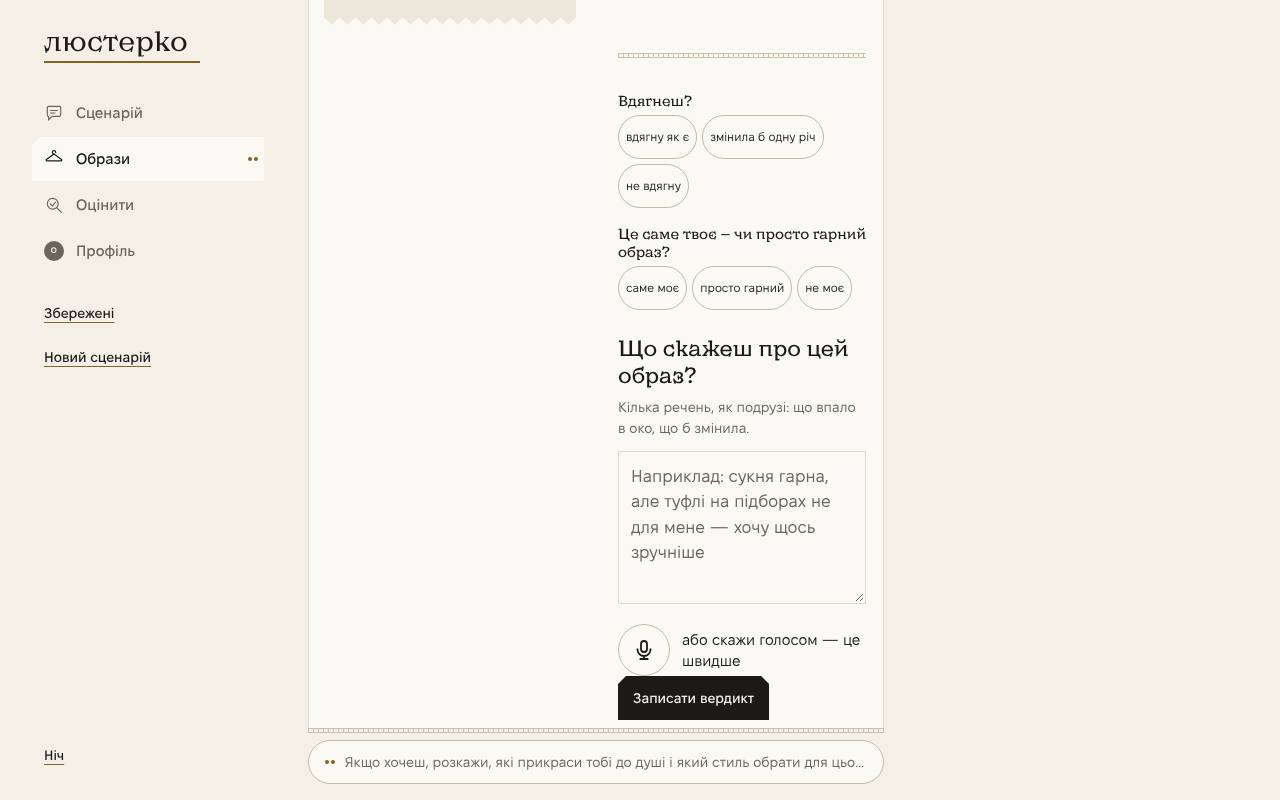 люстерко
Сценарій
Образи
Оцінити
О
Профіль
Збережені
Новий сценарій
Ніч
Вдягнеш?
вдягну як є
змінила б одну річ
не вдягну
Це саме твоє – чи просто гарний
образ?
саме моє
просто гарний
не моє
Що скажеш про цей
образ?
Кілька речень, як подрузі: що впало
в око, що б змінила.
Наприклад: сукня гарна,
але туфлі на підборах не
для мене — хочу щось
зручніше
або скажи голосом — це
швидше
Записати вердикт
Якщо хочеш, розкажи, які прикраси тобі до душі і який стиль обрати для цьо...